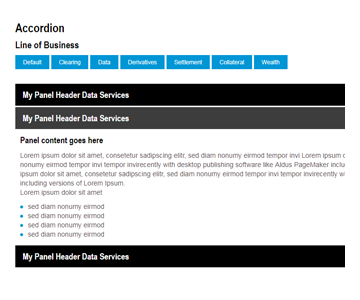 Accordion
Line of Business
Default Clearing Data Derivatives Settlement Collateral Wealth
My Panel Header Data Services
My Panel Header Data Services
Panel content goes here
Lorem ipsum dolor sit amet, consetetur sadipscing elitr, sed diam nonumy eirmod tempor invi Lorem ipsum
nonumy eirmod tempor invi tempor invirecently with desktop publishing software like Aldus PageMaker
ipsum dolor sit amet, consetetur sadipscing elitr, sed diam nonumy eirmod tempor invirecently
including versions of Lorem Ipsum.
Lorem ipsum dolor sit amet
sed diam nonumy eirmod
sed diam nonumy eirmod
sed diam nonumy eirmod
sed diam nonumy eirmod
My Panel Header Data Services